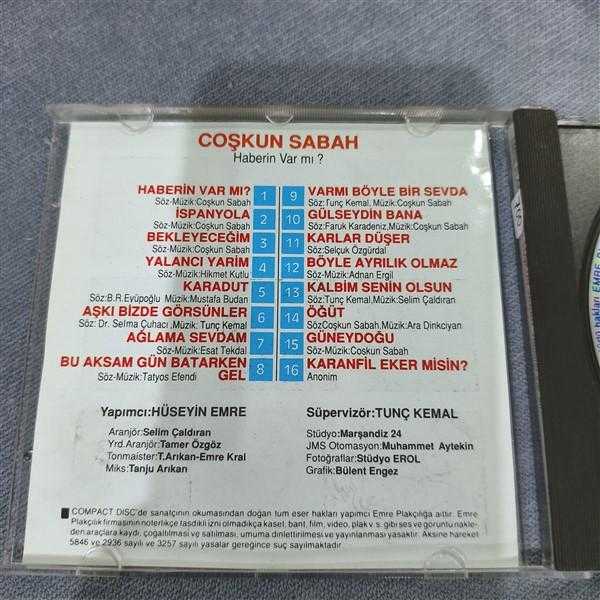 COŞKUN SABAH
Haberin Var mı ?
HABERİN VAR MI? 1
Söz-Müzik:Coşkun Sabah
İSPANYOLA 2
Söz-Müzik:Coşkun Sabah
BEKLEYECEĞİM 3
Söz-Müzik:Coşkun Sabah
YALANCI YARİM 4
Söz-Müzik:Hikmet Kutlu
KARADUT 5
Söz:B.R.Eyüpoğlu Müzik:Mustafa Budan
AŞKI BİZDE GÖRSÜNLER 6
Söz: Dr. Selma Çuhacı ,Müzik: Tunç Kemal
AĞLAMA SEVDAM 7
Söz-Müzik:Esat Tekdal
BU AKSAM GÜN BATARKEN
GEL 8
Söz-Müzik:Tatyos Efendi
9 VARMI BÖYLE BİR SEVDA
Söz:Tunç Kemal, Müzik:Coşkun Sabah
10 GÜLSEYDİN BANA
Söz:Faruk Karadeniz,Müzik:Coşkun Sabah
11 KARLAR DÜŞER
Söz:Selçuk Özürgdal
12 BÖYLE AYRILIK OLMAZ
Söz-Müzik:Adnan Ergil
13 KALBİM SENİN OLSUN
Söz:Tunç Kemal,Müzik:Selim Çaldıran
14 ÖĞÜT
Söz:Coşkun Sabah,Müzik:Ara Dinkciyan
15 GÜNEYDOĞU
Söz-Müzik:Coskun Sabah
16 KARANFİL EKER MİSİN?
Anonim
Yapımcı:HÜSEYİN EMRE
Aranjör:Selim Çaldıran
Yrd.Aranjör:Tamer Özgöz
Tonmaister:T.Arıkan-Emre Kral
Miks:Tanju Arıkan
Süpervizör:TUNÇ KEMAL
Stüdyo:Marşandiz 24
JMS Otomasyon:Muhammet Aytekin
Fotoğraflar:Stüdyo EROL
Grafik:Bülent Engez
COMPACT DISC'de sanatçının okumasından doğan tüm eser hakları yapımcı Emre Plakçılığa aittir. Emre
Plakçılık firmasının noterlikçe tasdikli izni olmadıkça kaset, bant, film, video, plak v s. gibi ses ve goruntu nakle-
den araçlara kaydı, çoğaltılması ve satılması, umuma dinlettirilmesi ve yayınlanması yasaktır. Aksine hareket
5846 ve 2936 sayılı ve 3257 sayılı yasalar geregince suç sayılmaktadır